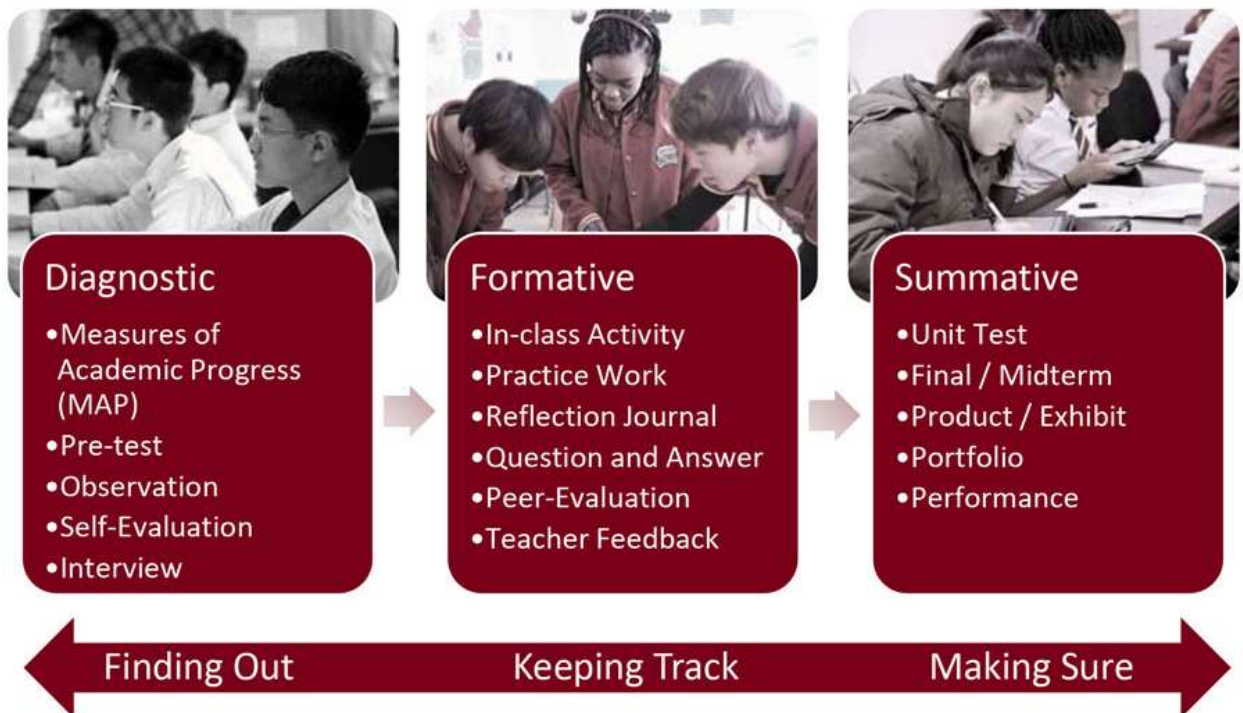 Diagnostic
•Measures of
Academic Progress
(MAP)
•Pre-test
•Observation
•Self-Evaluation
•Interview
Formative
•In-class Activity
•Practice Work
•Reflection Journal
•Question and Answer
•Peer-Evaluation
•Teacher Feedback
Summative
•Unit Test
•Final / Midterm
•Product / Exhibit
•Portfolio
•Performance
Finding Out
Keeping Track
Making Sure